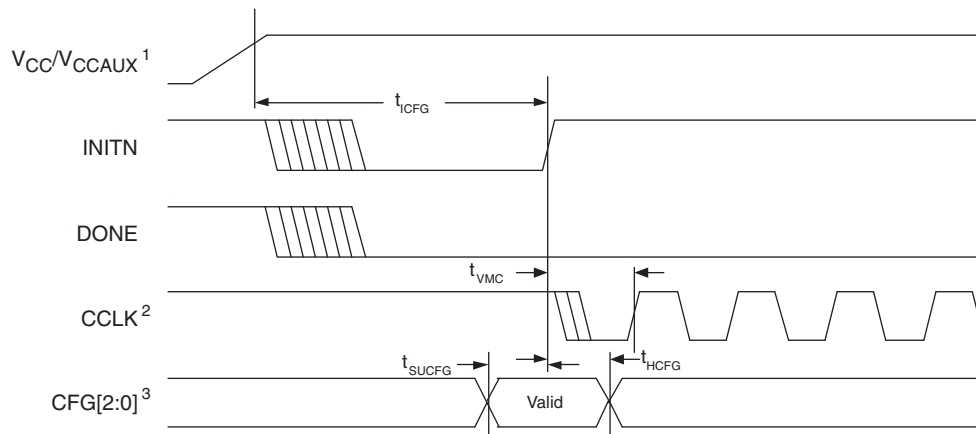 VCC/VCCAUX 1
tICFG
INITN
DONE
tVMC
CCLK 2
tSUCFG
tHCFG
CFG[2:0] 3
Valid